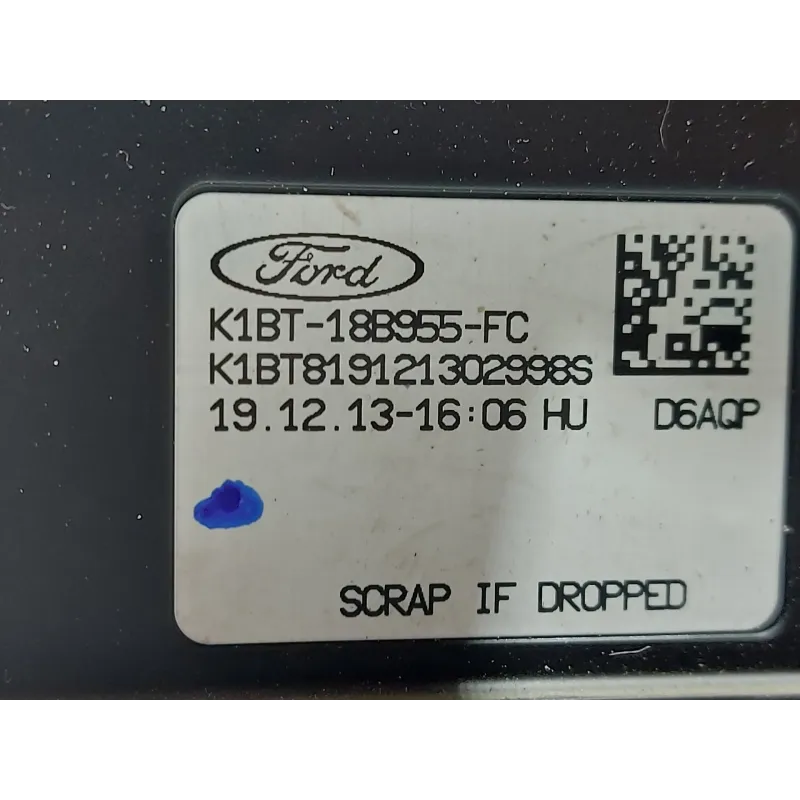 Ford
K1BT-18B955-FC
K1BT819121302998S
19.12.13-16:06 HU D6AQP
SCRAP IF DROPPED